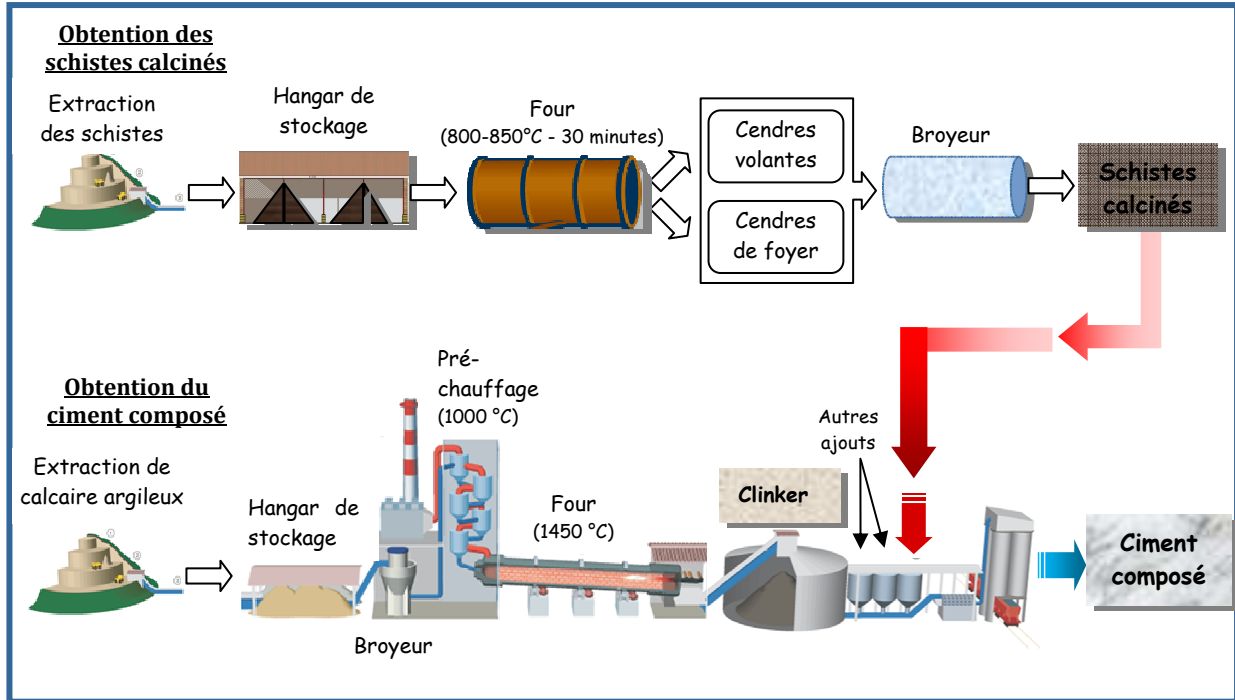 Obtention des
schistes calcinés
Extraction
des schistes
Hangar de
stockage
Four
(800-850°C - 30 minutes)
Cendres
volantes
Cendres
de foyer
Broyeur
Schistes
calcinés
Obtention du
ciment composé
Extraction de
calcaire argileux
Hangar de
stockage
Broyeur
Pré-
chauffage
(1000 °C)
Four
(1450 °C)
Clinker
Autres
ajouts
Ciment
composé